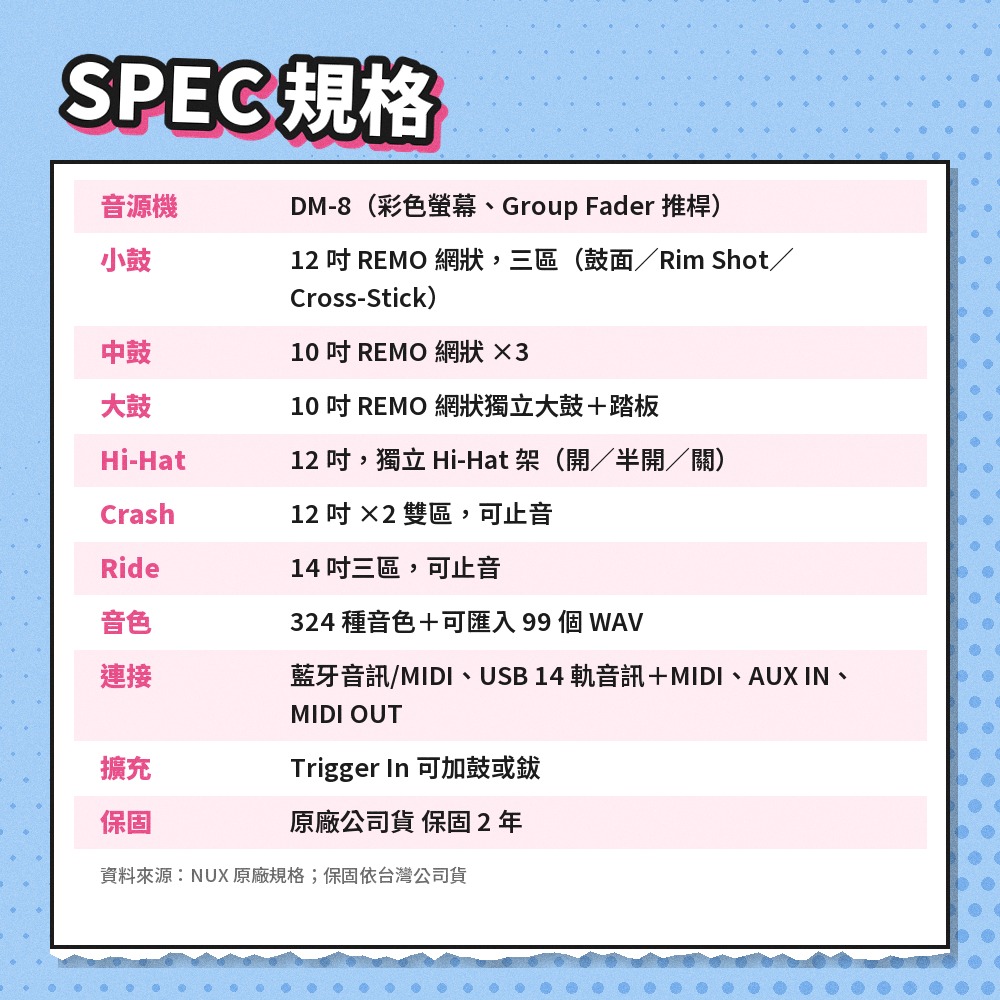 SPEC 規格
音源機 DM-8（彩色螢幕、Group Fader 推桿）
小鼓 12 吋 REMO 網狀，三區（鼓面／Rim Shot／
Cross-Stick）
中鼓 10 吋 REMO 網狀 ×3
大鼓 10 吋 REMO 網狀獨立大鼓＋踏板
Hi-Hat 12 吋，獨立 Hi-Hat 架（開／半開／關）
Crash 12 吋 ×2 雙區，可止音
Ride 14 吋三區，可止音
音色 324 種音色＋可匯入 99 個 WAV
連接 藍牙音訊/MIDI、USB 14 軌音訊＋MIDI、AUX IN、
MIDI OUT
擴充 Trigger In 可加鼓或鈸
保固 原廠公司貨 保固 2 年
資料來源：NUX 原廠規格；保固依台灣公司貨